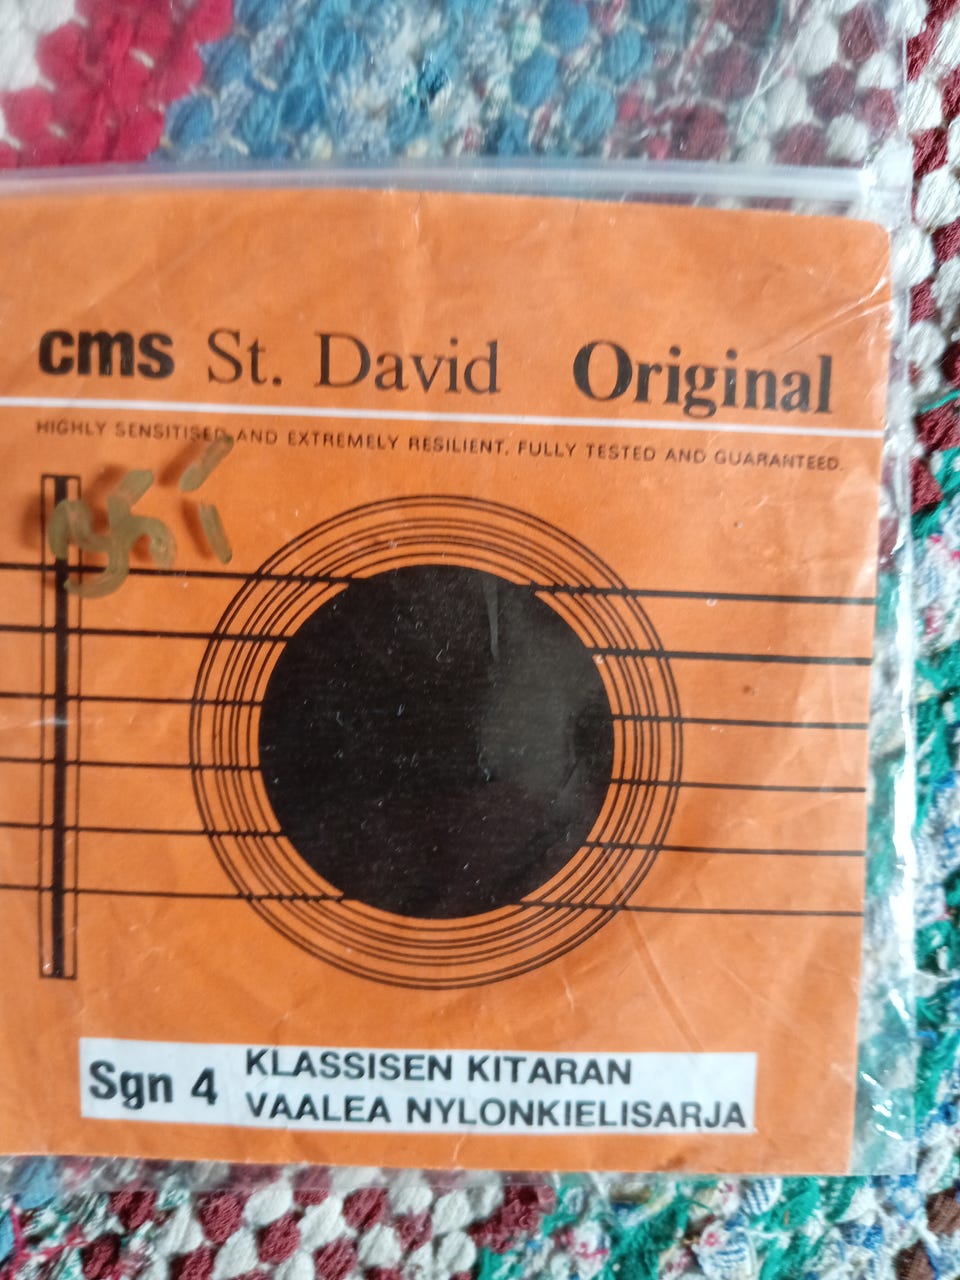 cms St. David Original
HIGHLY SENSITISED AND EXTREMELY RESILIENT, FULLY TESTED AND GUARANTEED.
Sgn 4 KLASSISEN KITARAN
VAALEA NYLONKIELISARJA